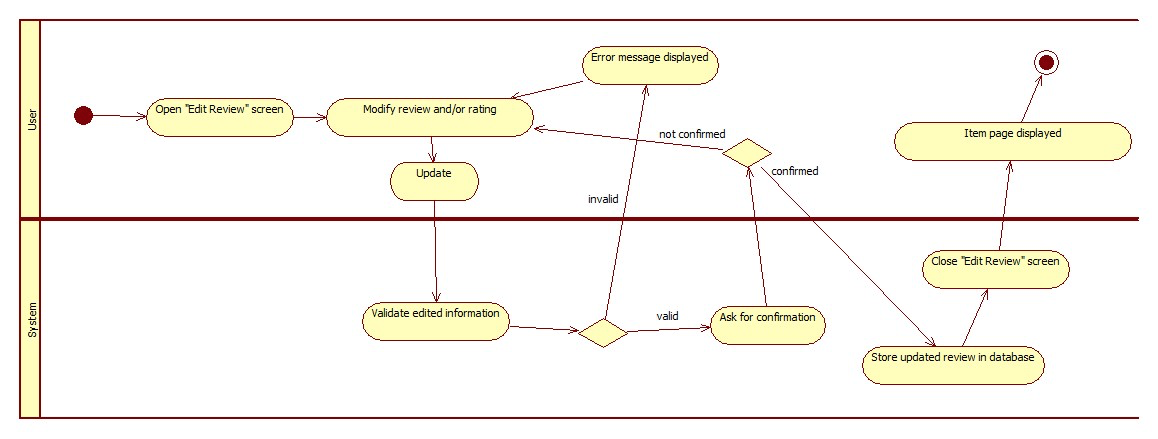 User
Open "Edit Review" screen
Modify review and/or rating
Error message displayed
Update
not confirmed
confirmed
Item page displayed
invalid
System
Validate edited information
valid
Ask for confirmation
Close "Edit Review" screen
Store updated review in database